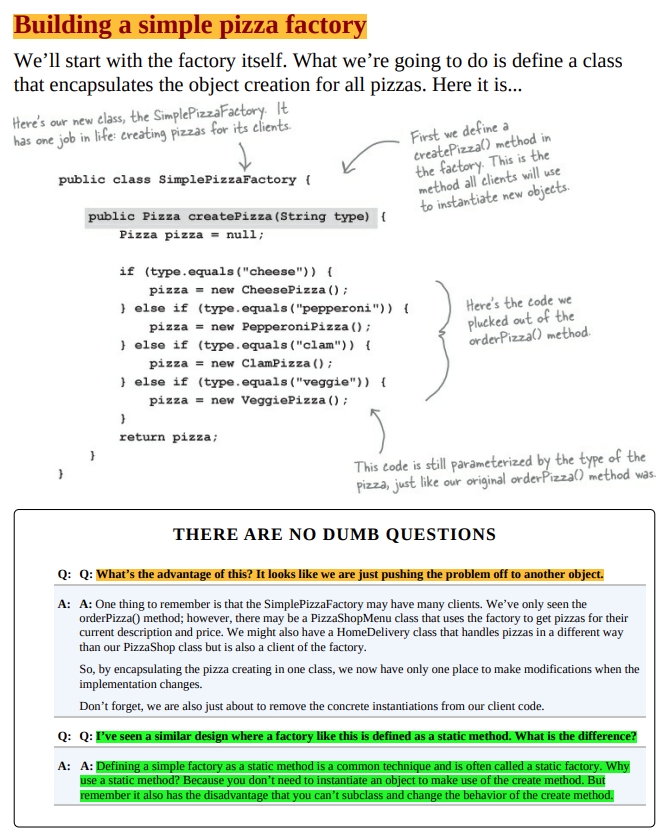 Building a simple pizza factory
We’ll start with the factory itself. What we’re going to do is define a class
that encapsulates the object creation for all pizzas. Here it is...
Here's our new class, the SimplePizzaFactory. It
has one job in life: creating pizzas for its clients.
First we define a
createPizza() method in
the factory. This is the
method all clients will use
to instantiate new objects.
public class SimplePizzaFactory {
public Pizza createPizza(String type) {
Pizza pizza = null;
if (type.equals("cheese")) {
pizza = new CheesePizza();
} else if (type.equals("pepperoni")) {
pizza = new PepperoniPizza();
} else if (type.equals("clam")) {
pizza = new ClamPizza();
} else if (type.equals("veggie")) {
pizza = new VeggiePizza();
}
return pizza;
}
}
Here's the code we
plucked out of the
orderPizza() method.
This code is still parameterized by the type of the
pizza, just like our original orderPizza() method was.
THERE ARE NO DUMB QUESTIONS
Q: Q: What’s the advantage of this? It looks like we are just pushing the problem off to another object.
A: A: One thing to remember is that the SimplePizzaFactory may have many clients. We’ve only seen the
orderPizza() method; however, there may be a PizzaShopMenu class that uses the factory to get pizzas for their
current description and price. We might also have a HomeDelivery class that handles pizzas in a different way
than our PizzaShop class but is also a client of the factory.
So, by encapsulating the pizza creating in one class, we now have only one place to make modifications when the
implementation changes.
Don’t forget, we are also just about to remove the concrete instantiations from our client code.
Q: Q: I’ve seen a similar design where a factory like this is defined as a static method. What is the difference?
A: A: Defining a simple factory as a static method is a common technique and is often called a static factory. Why
use a static method? Because you don’t need to instantiate an object to make use of the create method. But
remember it also has the disadvantage that you can’t subclass and change the behavior of the create method.